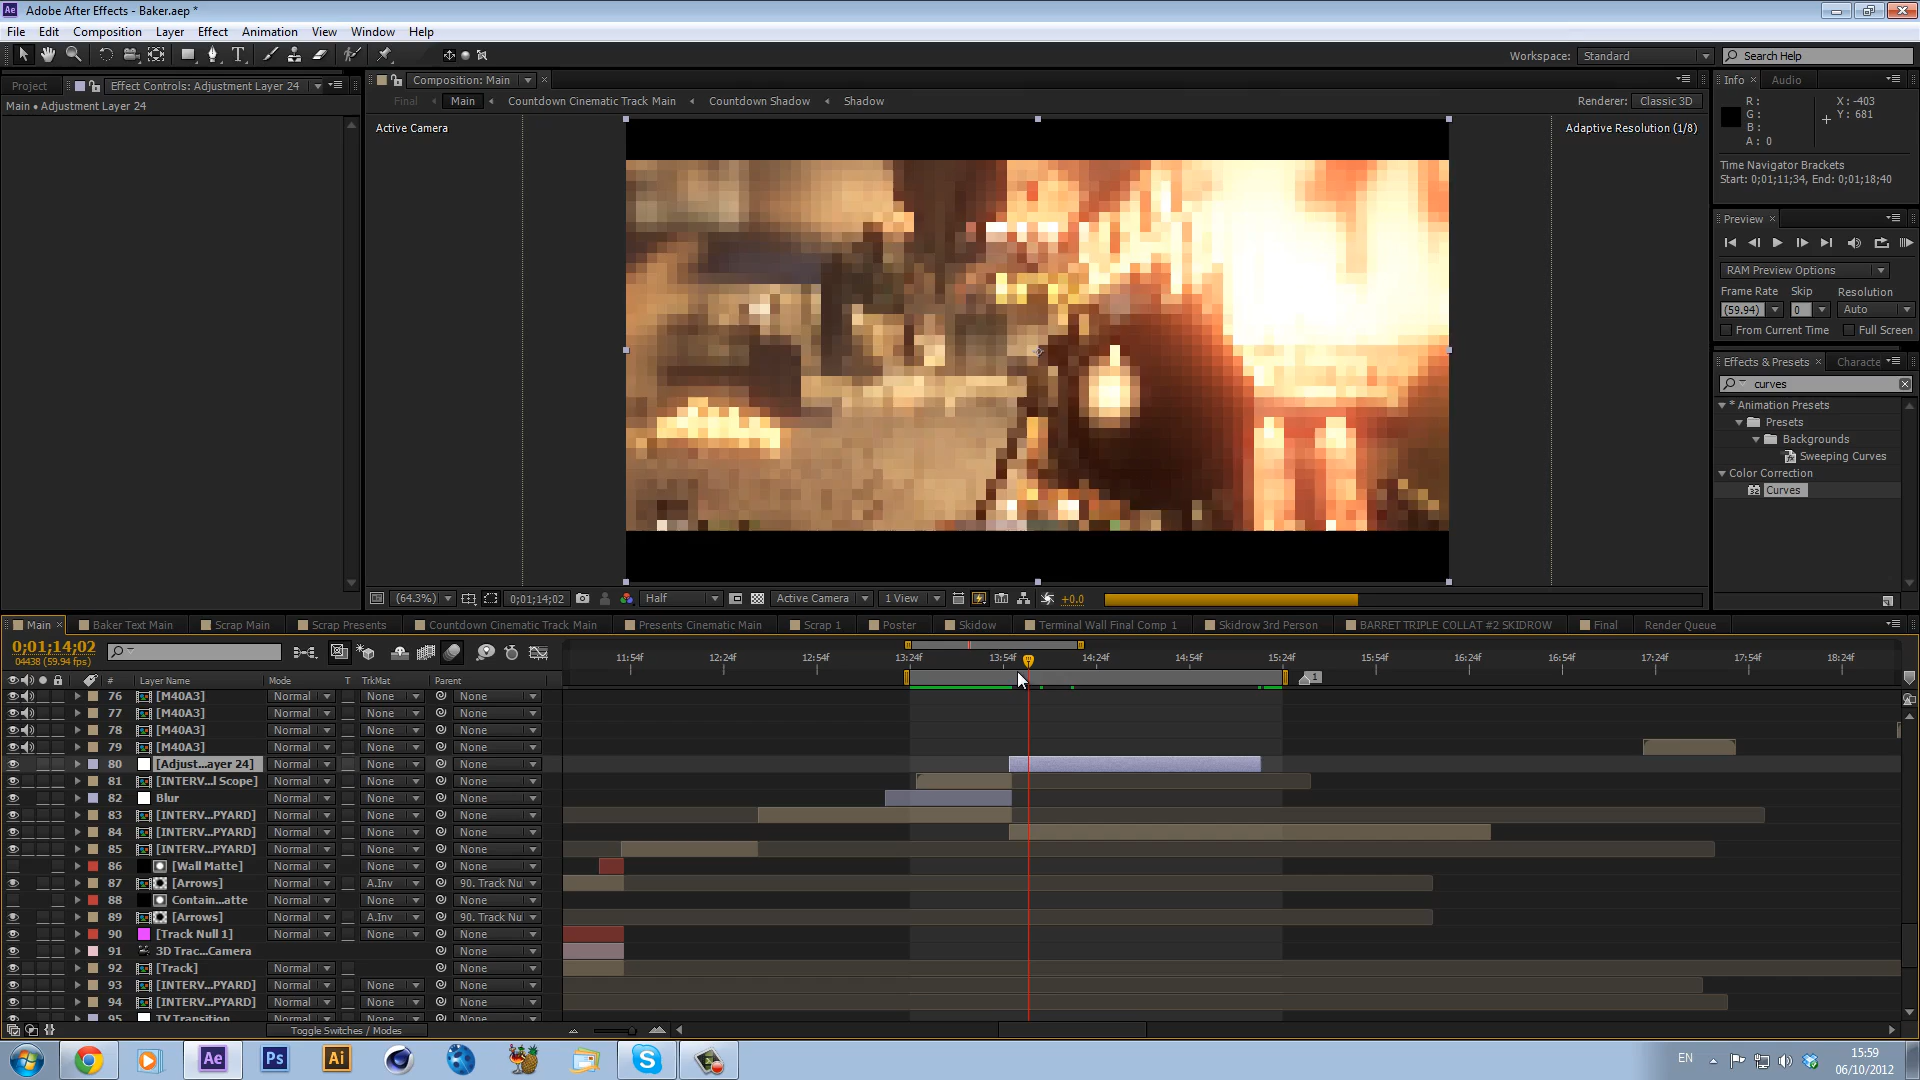 Ae Adobe After Effects - Baker.aep *
File Edit Composition Layer Effect Animation View Window Help
Workspace: Standard Search Help
Project Effect Controls: Adjustment Layer 24
Main • Adjustment Layer 24
Composition: Main
Final Main Countdown Cinematic Track Main Countdown Shadow Shadow
Renderer: Classic 3D
Active Camera
Adaptive Resolution (1/8)
(64.3%) 0;01;14;02 Half Active Camera 1 View +0.0
Info Audio
R: X: -403
G: Y: 681
B:
A: 0
Time Navigator Brackets
Start: 0;01;11;34, End: 0;01;18;40
Preview
RAM Preview Options
Frame Rate Skip Resolution
(59.94) 0 Auto
From Current Time Full Screen
Effects & Presets Characte
curves
* Animation Presets
Presets
Backgrounds
Sweeping Curves
Color Correction
Curves
Main Baker Text Main Scrap Main Scrap Presents Countdown Cinematic Track Main Presents Cinematic Main Scrap 1 Poster Skidow Terminal Wall Final Comp 1 Skidrow 3rd Person BARRET TRIPLE COLLAT #2 SKIDROW Final Render Queue
0;01;14;02
04438 (59.94 fps)
11:54f 12:24f 12:54f 13:24f 13:54f 14:24f 14:54f 15:24f 15:54f 16:24f 16:54f 17:24f 17:54f 18:24f
1
# Layer Name Mode T TrkMat Parent
76 [M40A3] Normal None None
77 [M40A3] Normal None None
78 [M40A3] Normal None None
79 [M40A3] Normal None None
80 [Adjust...ayer 24] Normal None None
81 [INTERV...l Scope] Normal None None
82 Blur Normal None None
83 [INTERV...PYARD] Normal None None
84 [INTERV...PYARD] Normal None None
85 [INTERV...PYARD] Normal None None
86 [Wall Matte] Normal None None
87 [Arrows] Normal A.Inv 90. Track Nu
88 Contain...atte Normal None None
89 [Arrows] Normal A.Inv 90. Track Nu
90 [Track Null 1] Normal None None
91 3D Trac...Camera None
92 [Track] Normal None
93 [INTERV...PYARD] Normal None None
94 [INTERV...PYARD] Normal None None
95 TV Transition
Toggle Switches / Modes
Ae Ps Ai
EN 15:59
06/10/2012